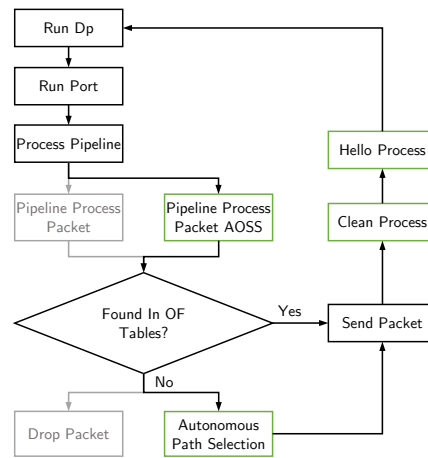 Run Dp
Run Port
Process Pipeline
Hello Process
Pipeline Process
Packet
Pipeline Process
Packet AOSS
Clean Process
Found In OF
Tables?
Yes
Send Packet
No
Drop Packet
Autonomous
Path Selection